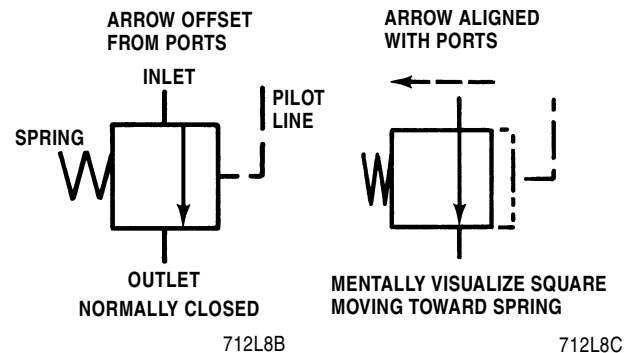 ARROW OFFSET
FROM PORTS
INLET
PILOT
LINE
SPRING
OUTLET
NORMALLY CLOSED
712L8B
ARROW ALIGNED
WITH PORTS
MENTALLY VISUALIZE SQUARE
MOVING TOWARD SPRING
712L8C